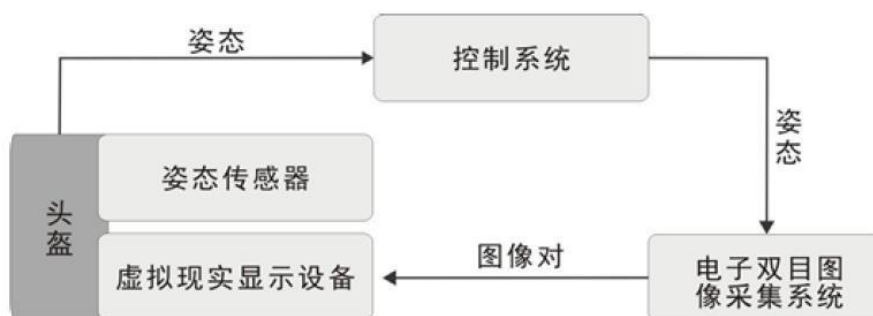 姿态
控制系统
姿态
姿态传感器
头盔
虚拟现实显示设备
图像对
电子双目图
像采集系统